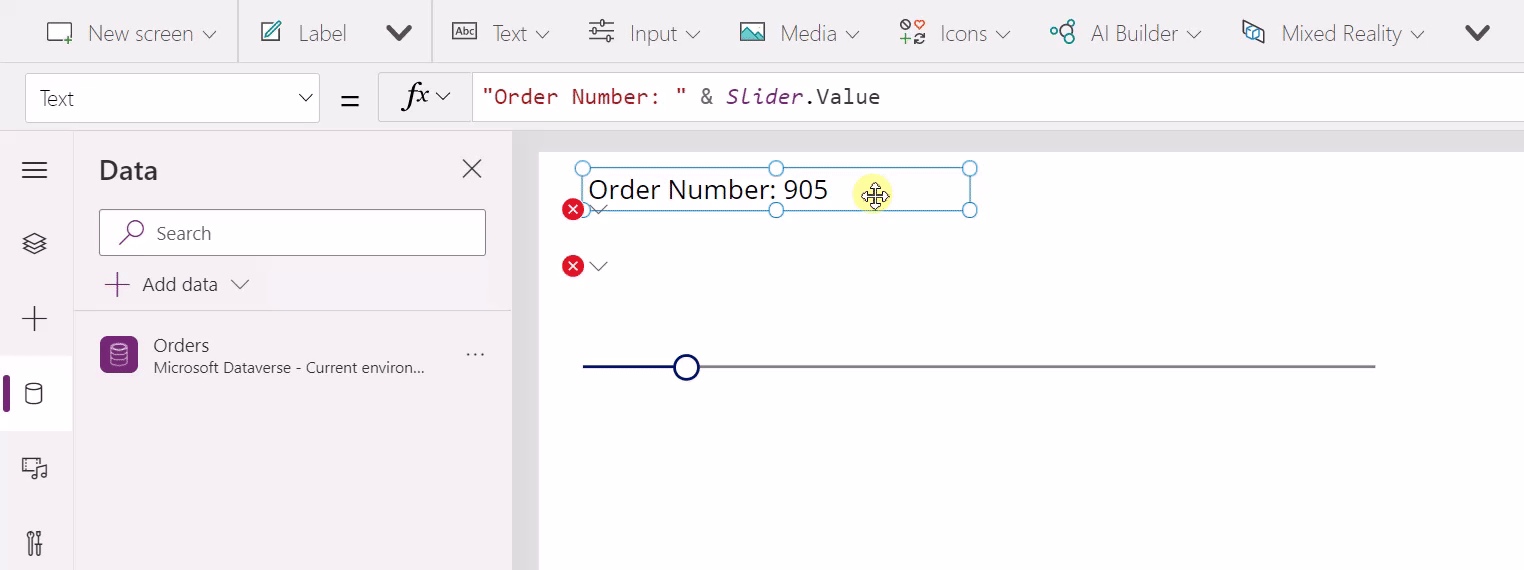 New screen Label Text Input Media Icons AI Builder Mixed Reality
Text = fx "Order Number: " & Slider.Value
Data
Search
Add data
Orders
Microsoft Dataverse - Current environ...
Order Number: 905